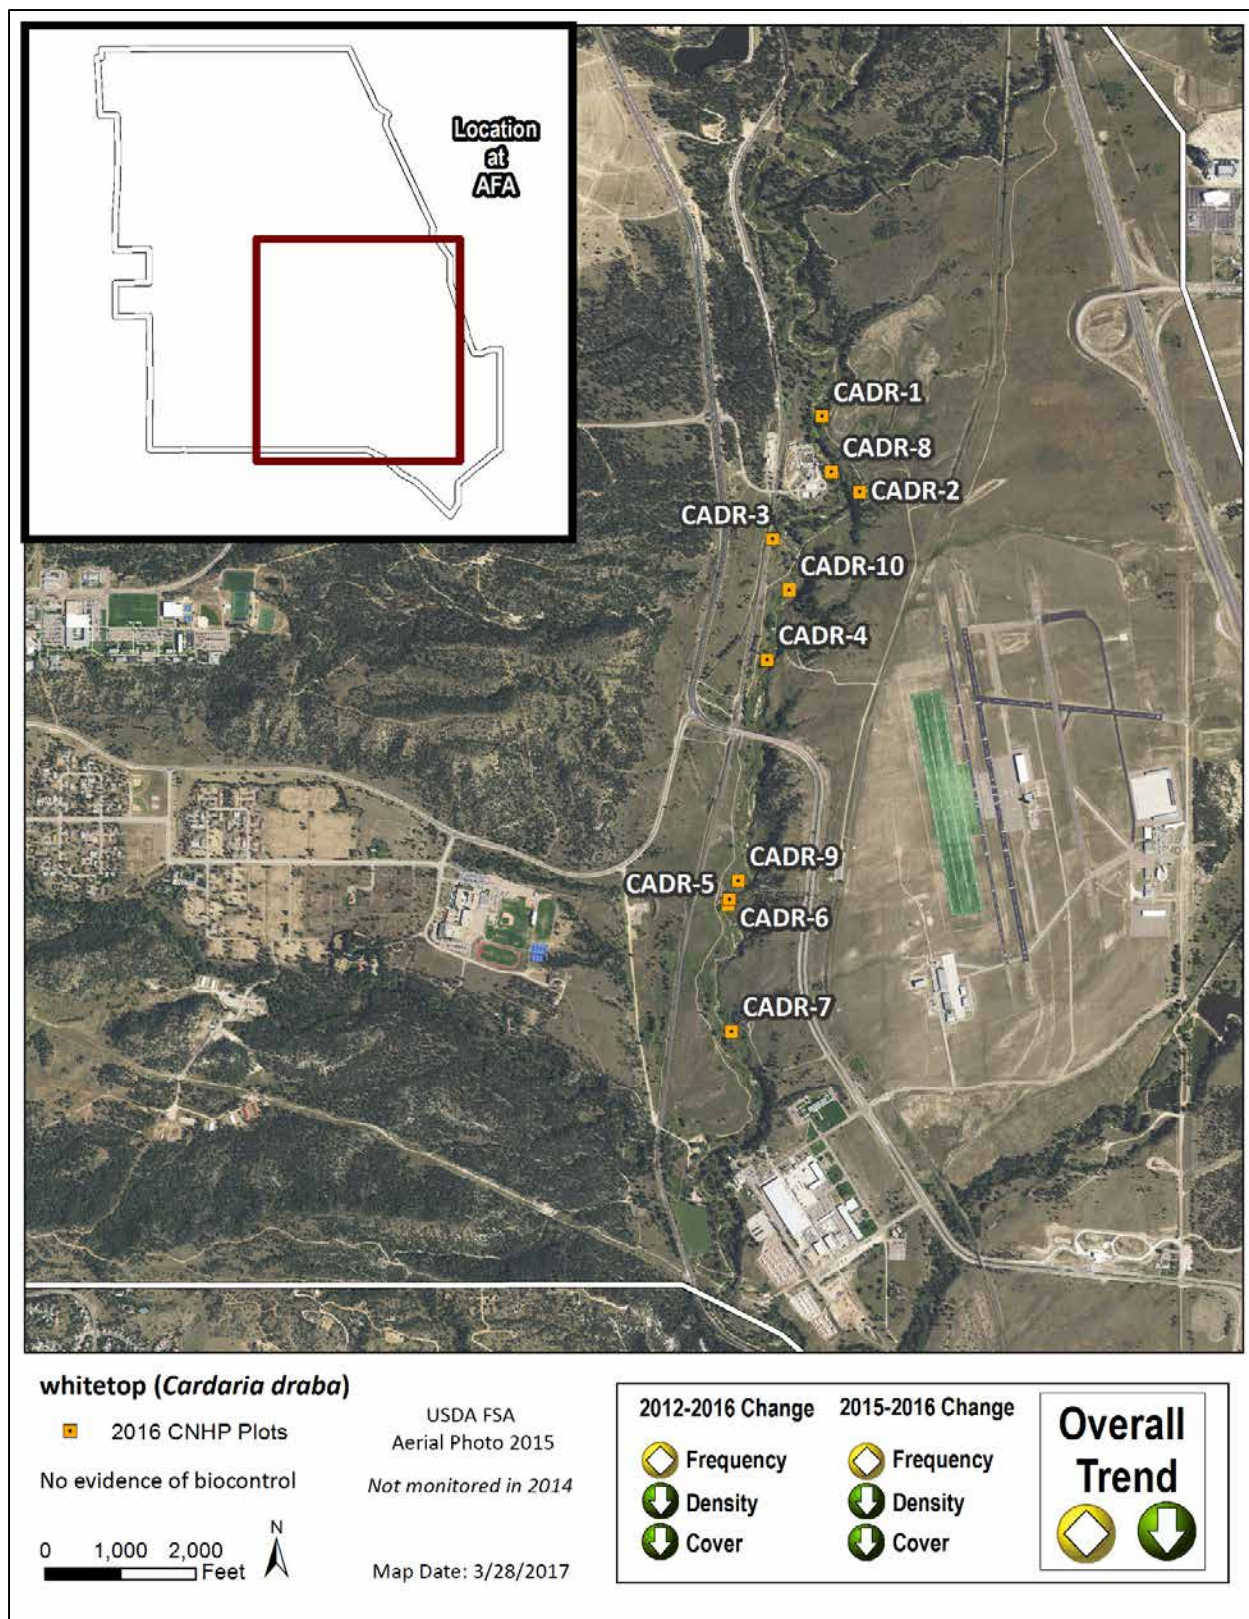 Location
at
AFA
CADR-1
CADR-8
CADR-2
CADR-3
CADR-10
CADR-4
CADR-9
CADR-5
CADR-6
CADR-7
whitetop (Cardaria draba)
2016 CNHP Plots
No evidence of biocontrol
0 1,000 2,000
Feet
N
USDA FSA
Aerial Photo 2015
Not monitored in 2014
Map Date: 3/28/2017
2012-2016 Change
Frequency
Density
Cover
2015-2016 Change
Frequency
Density
Cover
Overall
Trend